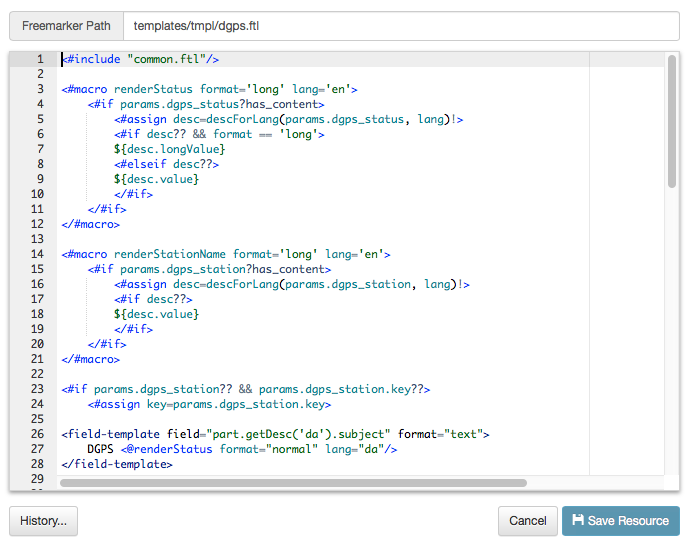 Freemarker Path templates/tmpl/dgps.ftl
1 <#include "common.ftl"/>
2
3 <#macro renderStatus format='long' lang='en'>
4 <#if params.dgps_status?has_content>
5 <#assign desc=descForLang(params.dgps_status, lang)!>
6 <#if desc?? && format == 'long'>
7 ${desc.longValue}
8 <#elseif desc??>
9 ${desc.value}
10 </#if>
11 </#if>
12 </#macro>
13
14 <#macro renderStationName format='long' lang='en'>
15 <#if params.dgps_station?has_content>
16 <#assign desc=descForLang(params.dgps_station, lang)!>
17 <#if desc??>
18 ${desc.value}
19 </#if>
20 </#if>
21 </#macro>
22
23 <#if params.dgps_station?? && params.dgps_station.key??>
24 <#assign key=params.dgps_station.key>
25
26 <field-template field="part.getDesc('da').subject" format="text">
27 DGPS <@renderStatus format="normal" lang="da"/>
28 </field-template>
29
History... Cancel Save Resource